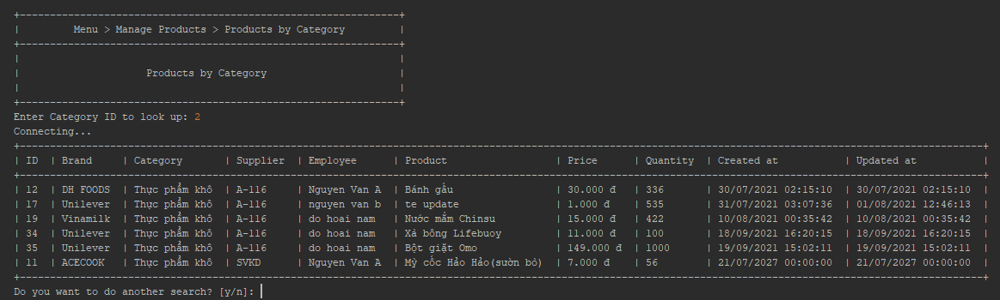 Menu > Manage Products > Products by Category
Products by Category
Enter Category ID to look up: 2
Connecting...
| ID | Brand | Category | Supplier | Employee | Product | Price | Quantity | Created at | Updated at |
| 12 | DH FOODS | Thực phẩm khô | A-116 | Nguyen Van A | Bánh gấu | 30.000 đ | 336 | 30/07/2021 02:15:10 | 30/07/2021 02:15:10 |
| 17 | Unilever | Thực phẩm khô | A-116 | nguyen van b | te update | 1.000 đ | 535 | 31/07/2021 03:07:36 | 01/08/2021 12:46:13 |
| 19 | Vinamilk | Thực phẩm khô | A-116 | do hoai nam | Nước mắm Chinsu | 15.000 đ | 422 | 10/08/2021 00:35:42 | 10/08/2021 00:35:42 |
| 34 | Unilever | Thực phẩm khô | A-116 | do hoai nam | Xà bông Lifebuoy | 11.000 đ | 100 | 18/09/2021 16:20:15 | 18/09/2021 16:20:15 |
| 35 | Unilever | Thực phẩm khô | A-116 | do hoai nam | Bột giặt Omo | 149.000 đ | 1000 | 19/09/2021 15:02:11 | 19/09/2021 15:02:11 |
| 11 | ACECOOK | Thực phẩm khô | SVKD | Nguyen Van A | Mỳ cốc Hảo Hảo(sườn bò) | 7.000 đ | 56 | 21/07/2027 00:00:00 | 21/07/2027 00:00:00 |
Do you want to do another search? [y/n]: